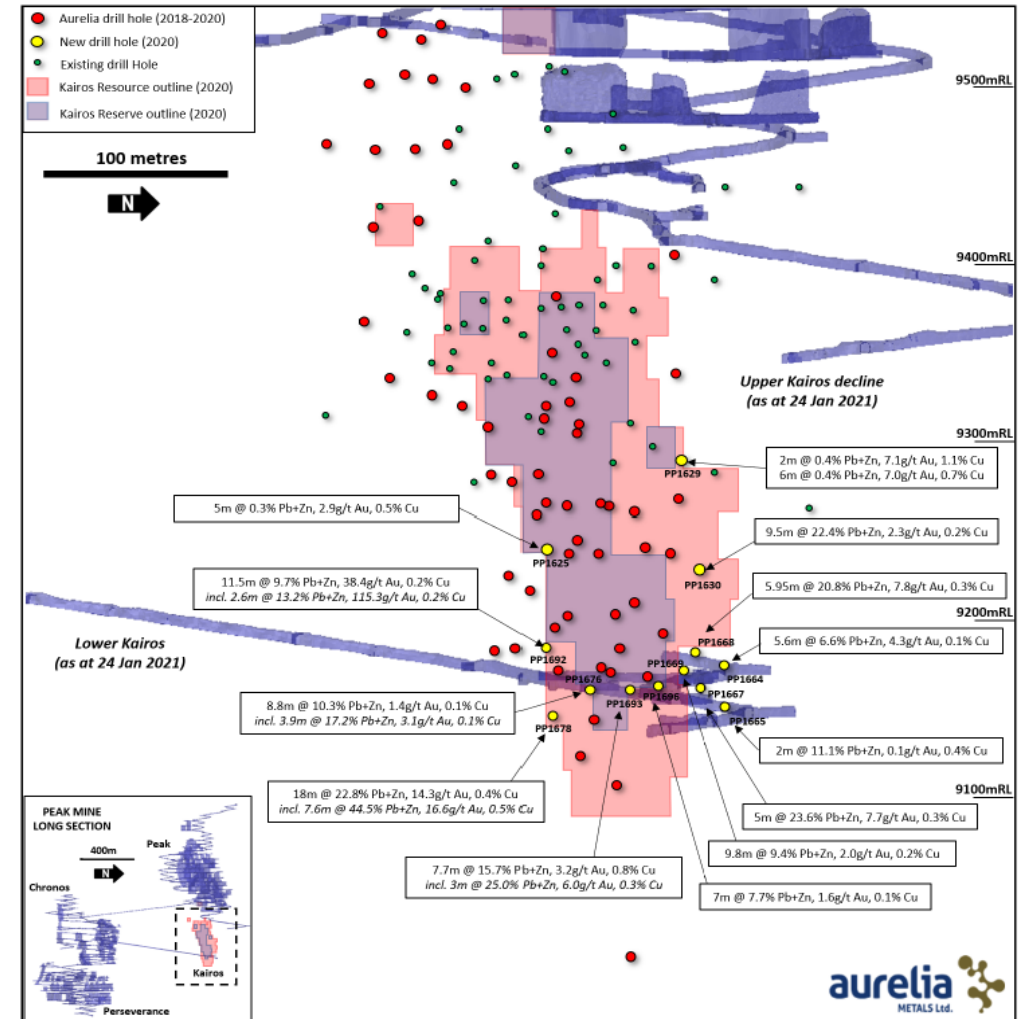 Aurelia drill hole (2018-2020)
New drill hole (2020)
Existing drill Hole
Kairos Resource outline (2020)
Kairos Reserve outline (2020)
100 metres
N
9500mRL
9400mRL
Upper Kairos decline
(as at 24 Jan 2021)
9300mRL
2m @ 0.4% Pb+Zn, 7.1g/t Au, 1.1% Cu
6m @ 0.4% Pb+Zn, 7.0g/t Au, 0.7% Cu
PP1629
5m @ 0.3% Pb+Zn, 2.9g/t Au, 0.5% Cu
9.5m @ 22.4% Pb+Zn, 2.3g/t Au, 0.2% Cu
PP1625
PP1630
11.5m @ 9.7% Pb+Zn, 38.4g/t Au, 0.2% Cu
incl. 2.6m @ 13.2% Pb+Zn, 115.3g/t Au, 0.2% Cu
5.95m @ 20.8% Pb+Zn, 7.8g/t Au, 0.3% Cu
9200mRL
Lower Kairos
(as at 24 Jan 2021)
PP1668
5.6m @ 6.6% Pb+Zn, 4.3g/t Au, 0.1% Cu
PP1692
PP1669
PP1664
PP1676
PP1667
PP1696
PP1693
PP1665
8.8m @ 10.3% Pb+Zn, 1.4g/t Au, 0.1% Cu
incl. 3.9m @ 17.2% Pb+Zn, 3.1g/t Au, 0.1% Cu
PP1678
2m @ 11.1% Pb+Zn, 0.1g/t Au, 0.4% Cu
18m @ 22.8% Pb+Zn, 14.3g/t Au, 0.4% Cu
incl. 7.6m @ 44.5% Pb+Zn, 16.6g/t Au, 0.5% Cu
9100mRL
5m @ 23.6% Pb+Zn, 7.7g/t Au, 0.3% Cu
9.8m @ 9.4% Pb+Zn, 2.0g/t Au, 0.2% Cu
7.7m @ 15.7% Pb+Zn, 3.2g/t Au, 0.8% Cu
incl. 3m @ 25.0% Pb+Zn, 6.0g/t Au, 0.3% Cu
7m @ 7.7% Pb+Zn, 1.6g/t Au, 0.1% Cu
PEAK MINE
LONG SECTION
400m
N
Peak
Chronos
Kairos
Perseverance
aurelia
METALS Ltd.